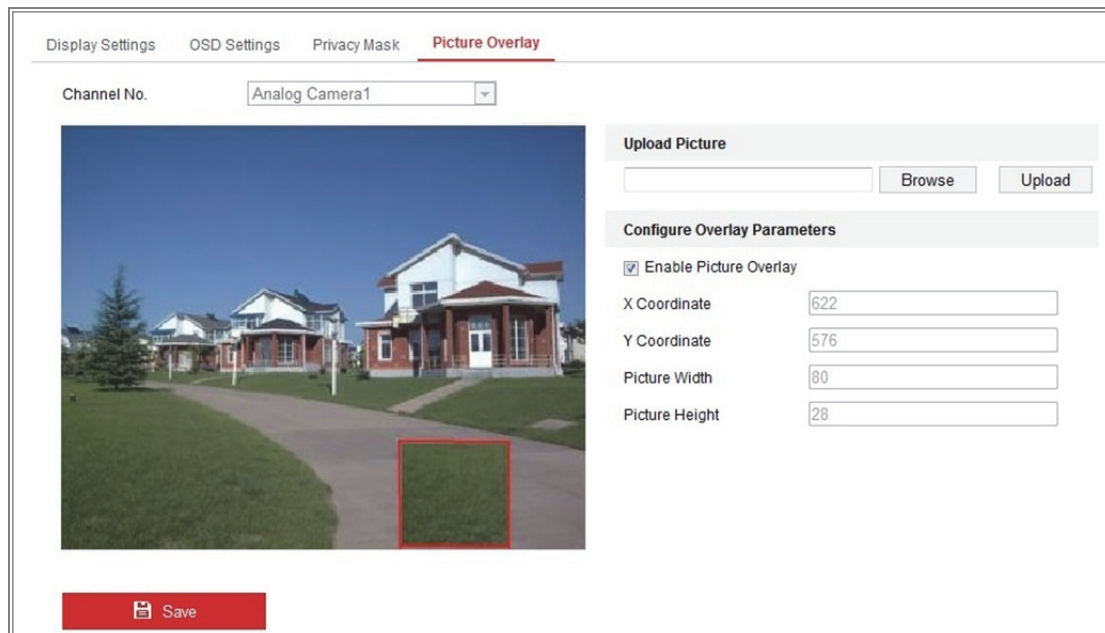 Display Settings OSD Settings Privacy Mask Picture Overlay
Channel No. Analog Camera1
Upload Picture
Browse Upload
Configure Overlay Parameters
Enable Picture Overlay
X Coordinate 622
Y Coordinate 576
Picture Width 80
Picture Height 28
Save